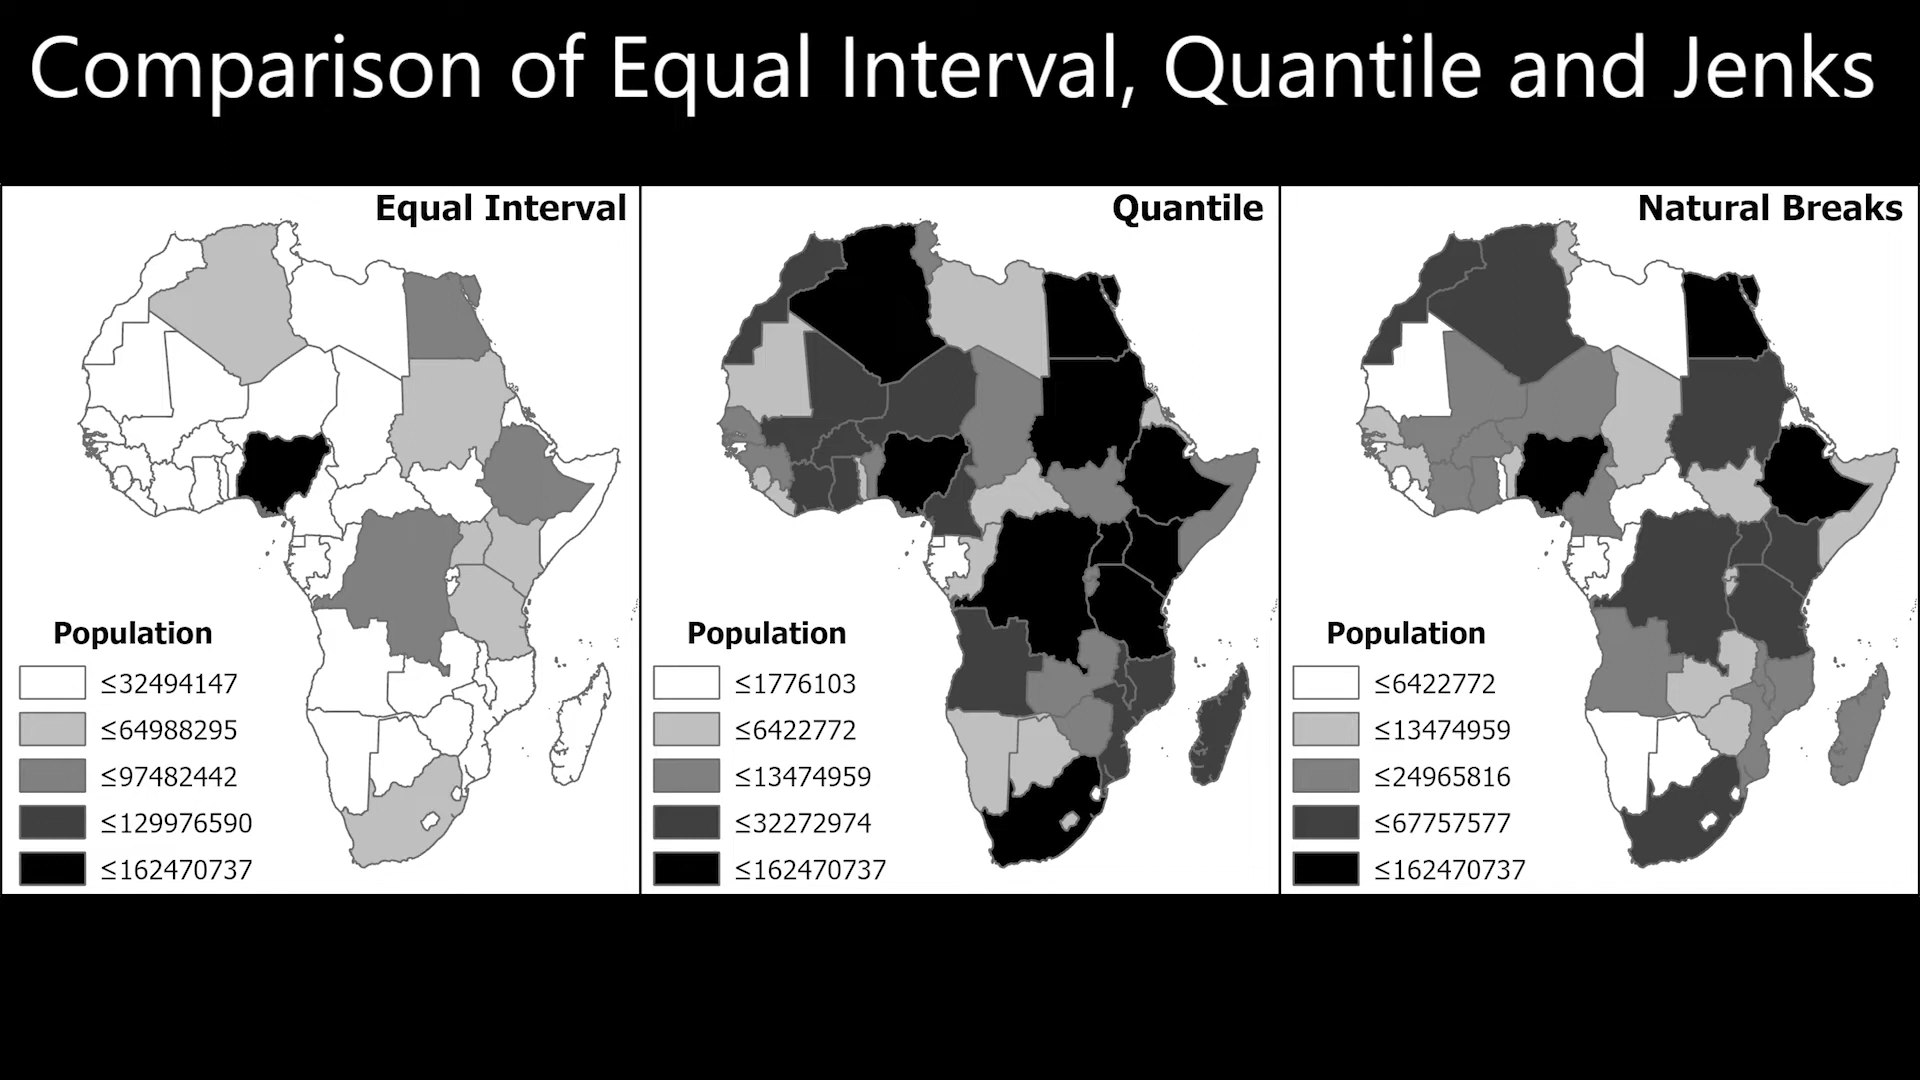 Comparison of Equal Interval, Quantile and Jenks
Equal Interval
Population
≤32494147
≤64988295
≤97482442
≤129976590
≤162470737
Quantile
Population
≤1776103
≤6422772
≤13474959
≤32272974
≤162470737
Natural Breaks
Population
≤6422772
≤13474959
≤24965816
≤67757577
≤162470737